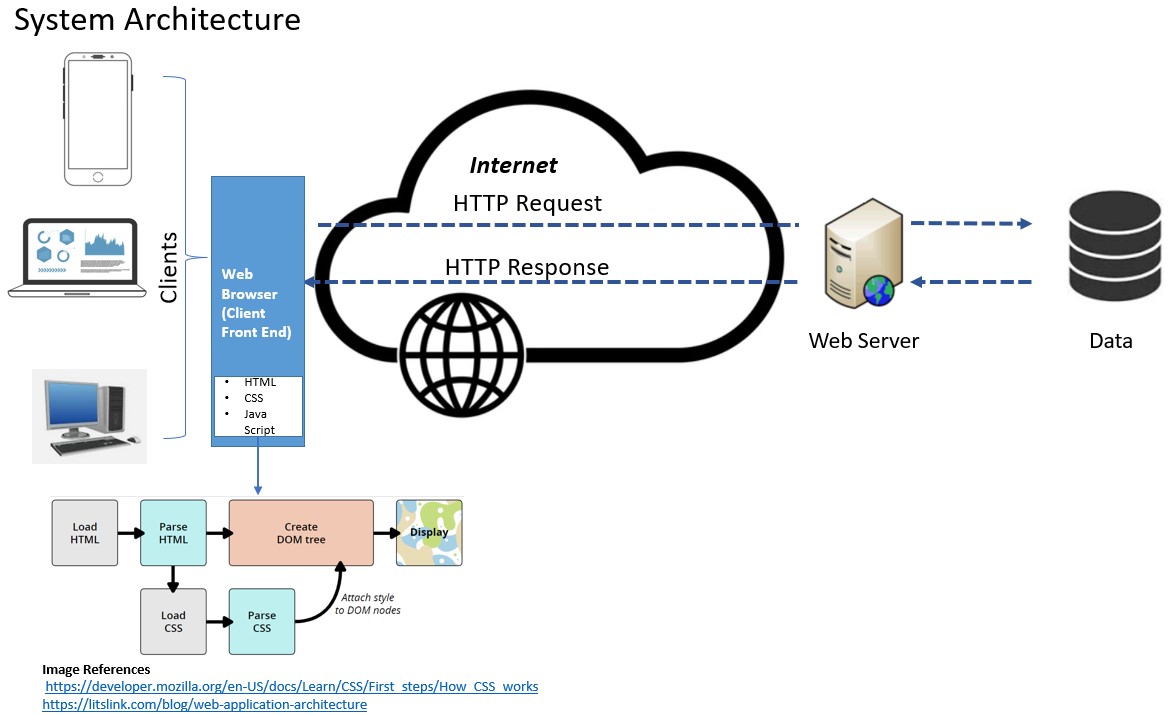 System Architecture
Clients
Web
Browser
(Client
Front End)
• HTML
• CSS
• Java
Script
Internet
HTTP Request
HTTP Response
Web Server
Data
Load
HTML
Parse
HTML
Create
DOM tree
Display
Load
CSS
Parse
CSS
Attach style
to DOM nodes
Image References
https://developer.mozilla.org/en-US/docs/Learn/CSS/First_steps/How_CSS_works
https://litslink.com/blog/web-application-architecture